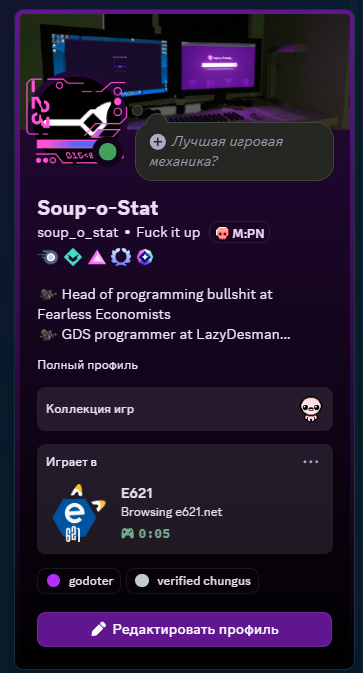 23
Лучшая игровая
механика?
Soup-o-Stat
soup_o_stat • Fuck it up M:PN
Head of programming bullshit at
Fearless Economists
GDS programmer at LazyDesman...
Полный профиль
Коллекция игр
Играет в
e
621
E621
Browsing e621.net
0:05
godoter verified chungus
Редактировать профиль